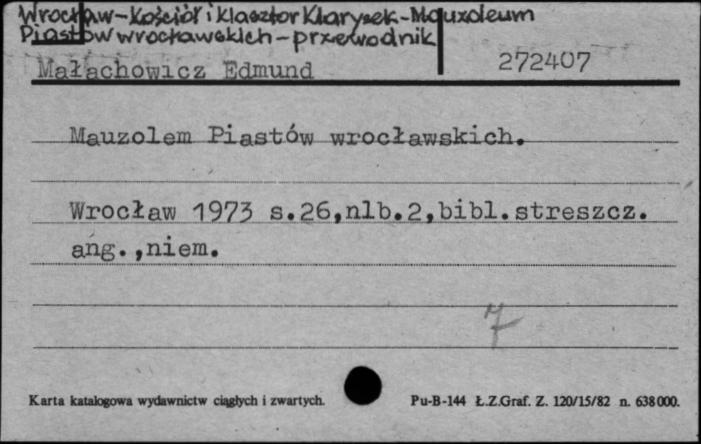 Wrocław-Kościół i klasztor Klarysek-Mauzoleum
Piastów wrocławskich-przewodnik
Małachowicz Edmund 272407
Mauzolem Piastów wrocławskich.
Wrocław 1973 s.26,nlb.2,bibl.streszcz.
ang.,niem.
7
Karta katalogowa wydawnictw ciągłych i zwartych. Pu-B-144 Ł.Z.Graf. Z. 120/15/82 n. 638000.